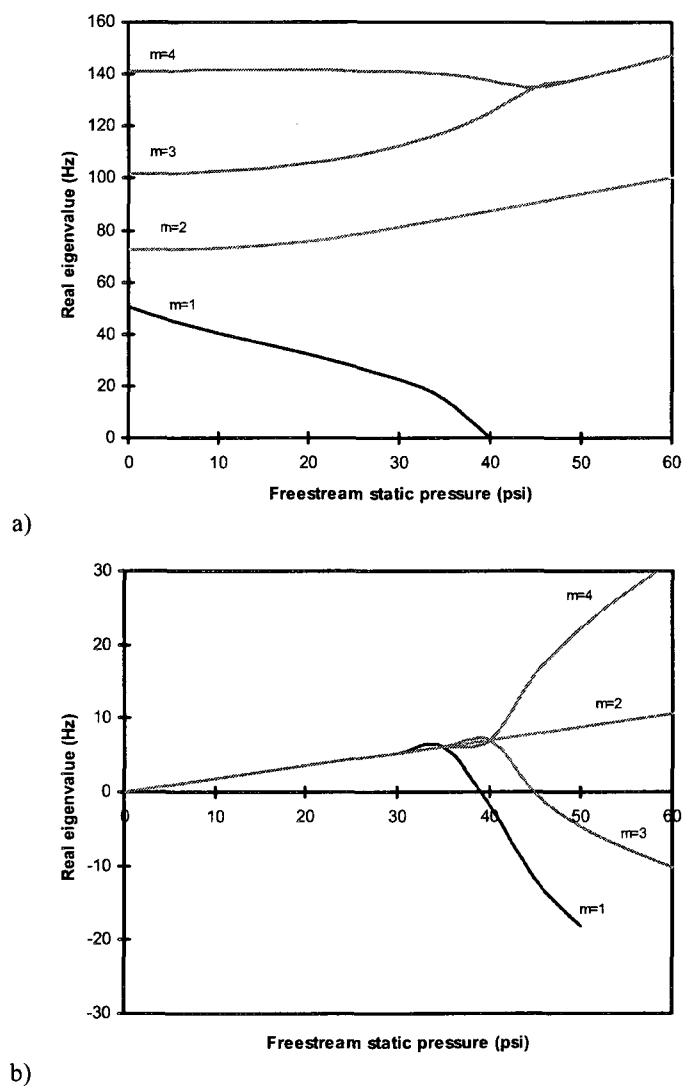 160
140
120
100
80
60
40
20
0
Real eigenvalue (Hz)
m=4
m=3
m=2
m=1
0 10 20 30 40 50 60
Freestream static pressure (psi)
a)
30
20
10
0
-10
-20
-30
Real eigenvalue (Hz)
m=4
m=2
m=3
m=1
0 10 20 30 40 50 60
Freestream static pressure (psi)
b)